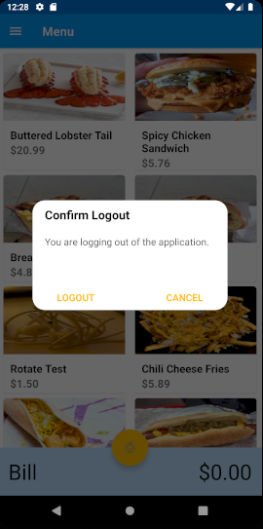 12:28
Menu
Buttered Lobster Tail
$20.99
Spicy Chicken
Sandwich
$5.76
Brea
$4.8
Confirm Logout
You are logging out of the application.
LOGOUT
CANCEL
Rotate Test
$1.50
Chili Cheese Fries
$5.89
Bill
$0.00